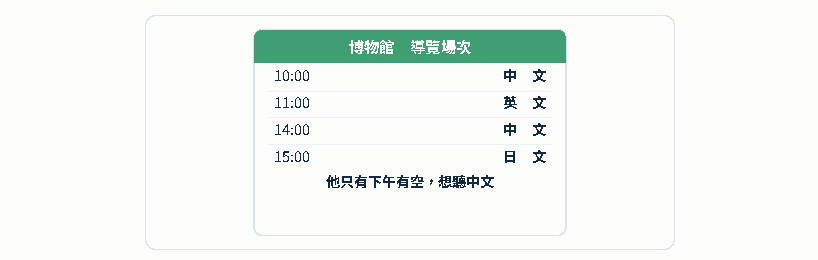 博物館　導覽場次
10:00 中　文
11:00 英　文
14:00 中　文
15:00 日　文
他只有下午有空，想聽中文